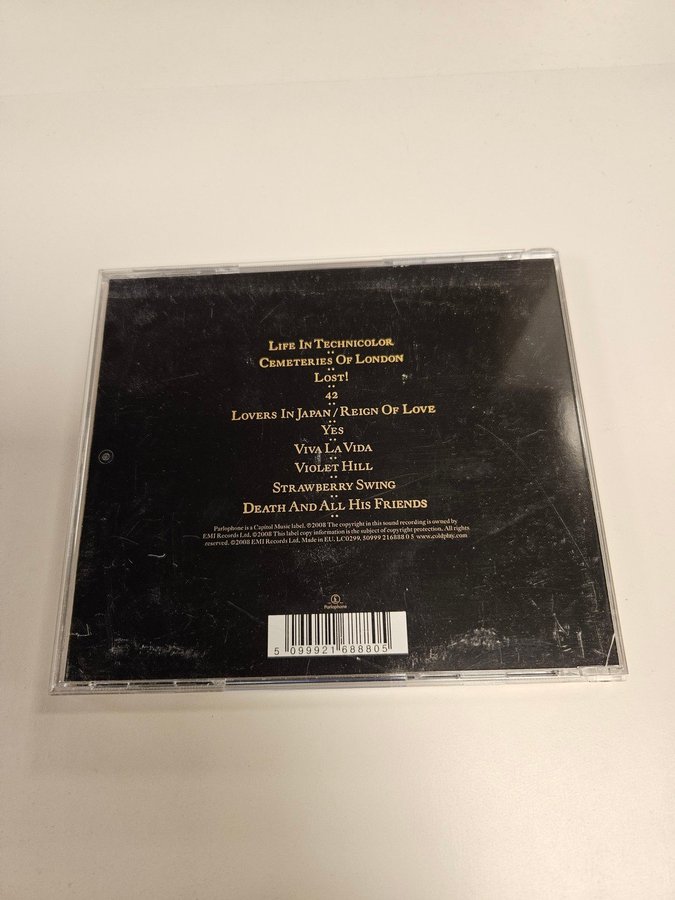 Life In Technicolor
Cemeteries Of London
Lost!
42
Lovers In Japan / Reign Of Love
Yes
Viva La Vida
Violet Hill
Strawberry Swing
Death And All His Friends
Parlophone is a Capitol Music label. ℗2008 The copyright in this sound recording is owned by
EMI Records Ltd. ©2008 This label copy information is the subject of copyright protection. All rights
reserved. ©2008 EMI Records Ltd. Made in EU. LC0299. 50999 216888 0 5 www.coldplay.com
Parlophone
5 099921 688805